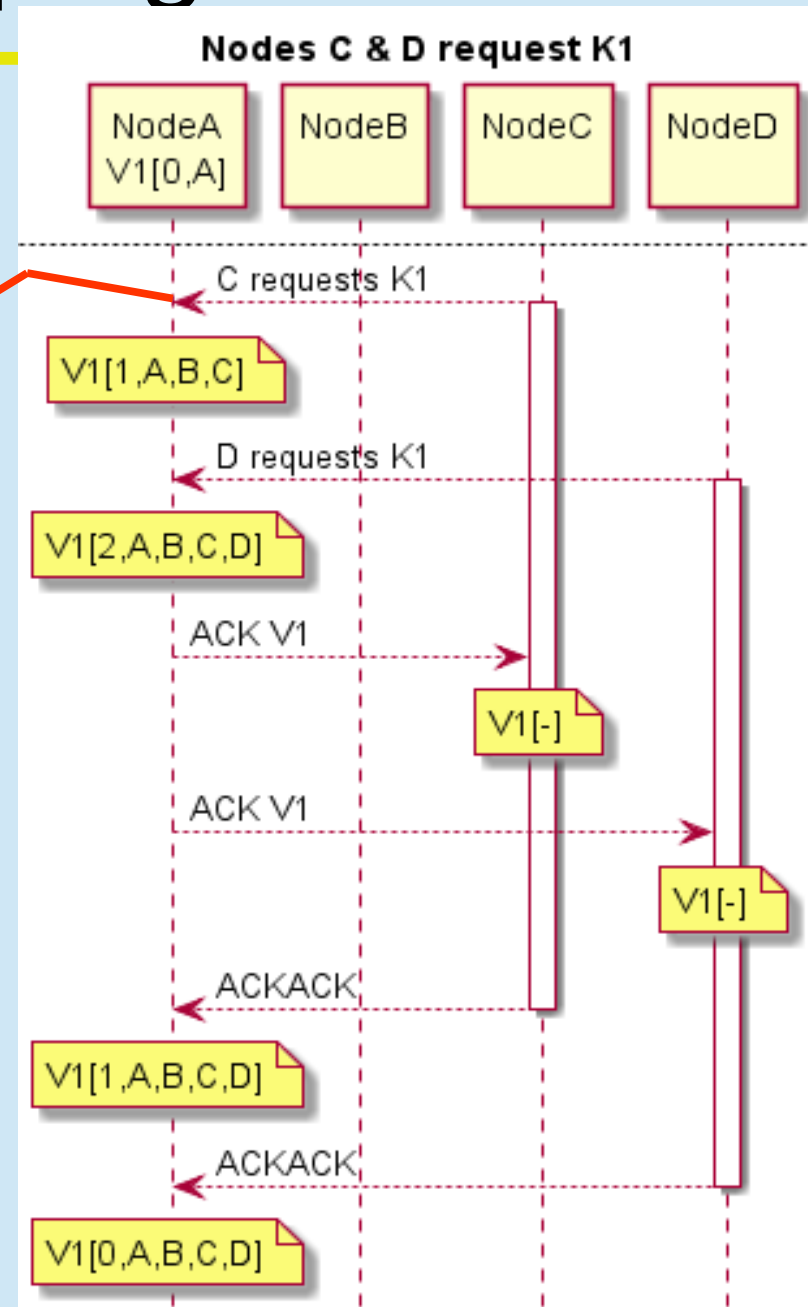 Nodes C & D request K1
NodeA
V1[0,A]
NodeB
NodeC
NodeD
C requests K1
V1[1,A,B,C]
D requests K1
V1[2,A,B,C,D]
ACK V1
V1[-]
ACK V1
V1[-]
ACKACK
V1[1,A,B,C,D]
ACKACK
V1[0,A,B,C,D]